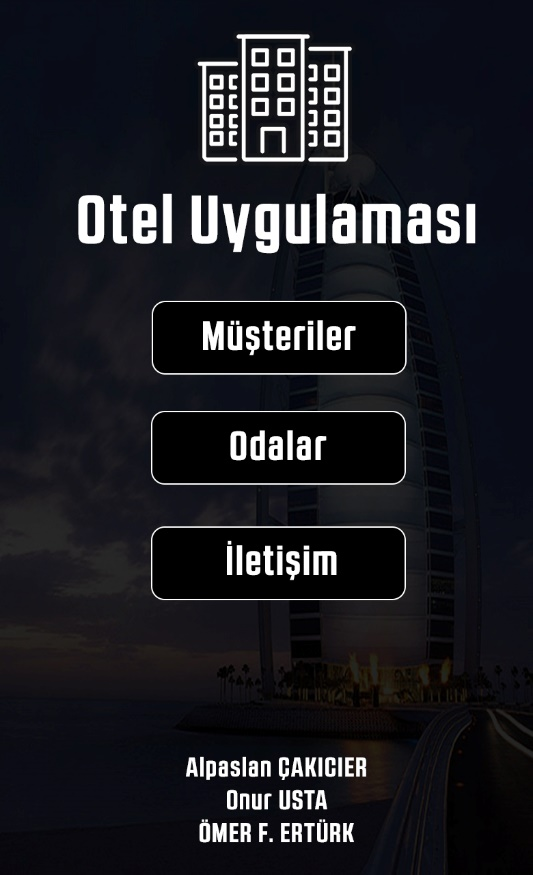 Otel Uygulaması
Müşteriler
Odalar
İletişim
Alpaslan ÇAKICIER
Onur USTA
ÖMER F. ERTÜRK